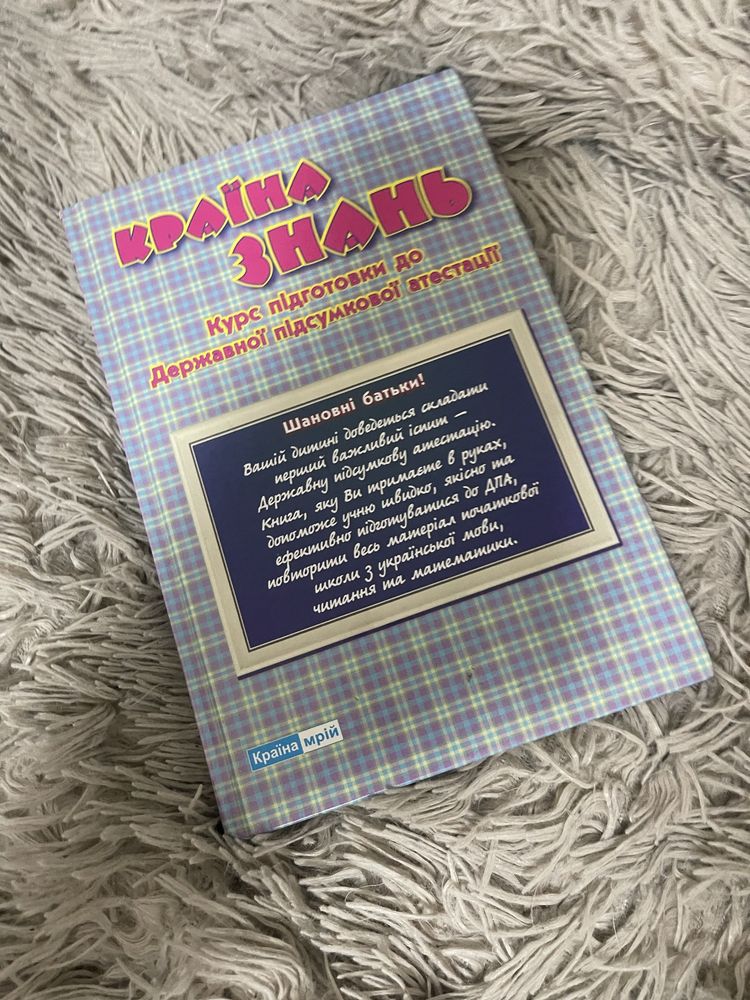 Країна
знань
Курс підготовки до
Державної підсумкової атестації
Шановні батьки!
Вашій дитині доведеться складати
перший важливий іспит –
Державну підсумкову атестацію.
Книга, яку Ви тримаєте в руках,
допоможе учню швидко, якісно та
ефективно підготуватися до ДПА,
повторити весь матеріал початкової
школи з української мови,
читання та математики.
Країна мрій